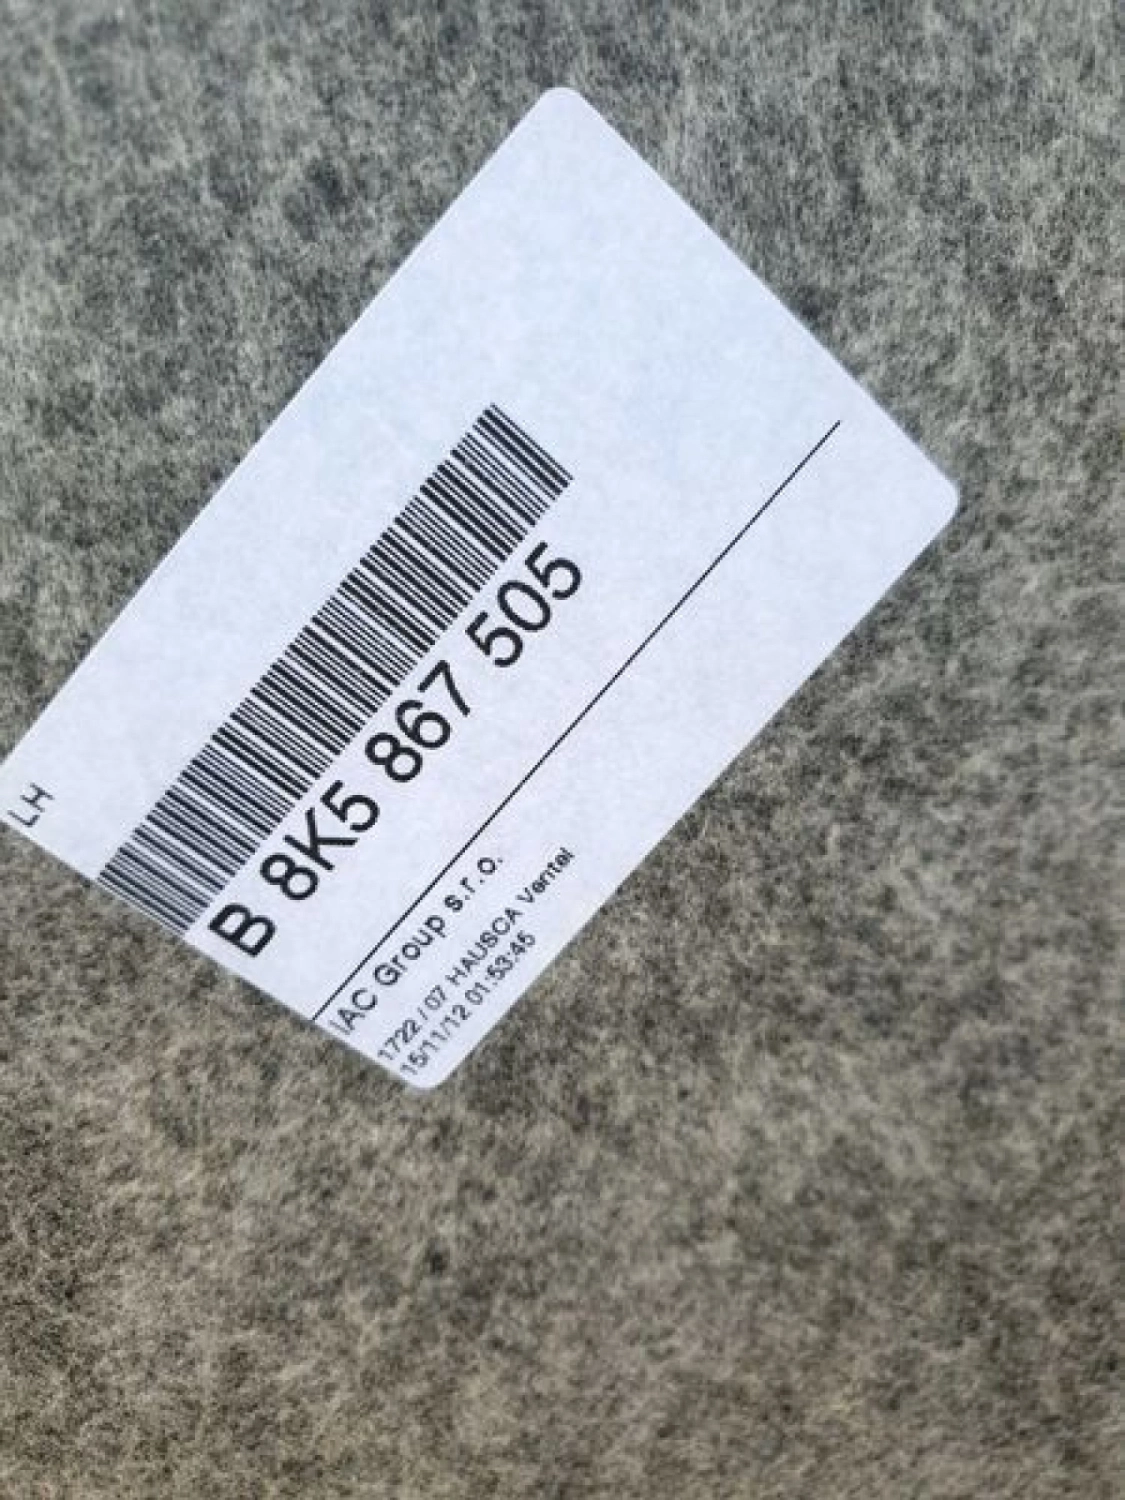 LH
B 8K5 867 505
IAC Group s.r.o.
1722 / 07 HAUSCA Ventel
15/11/12 01:53:45